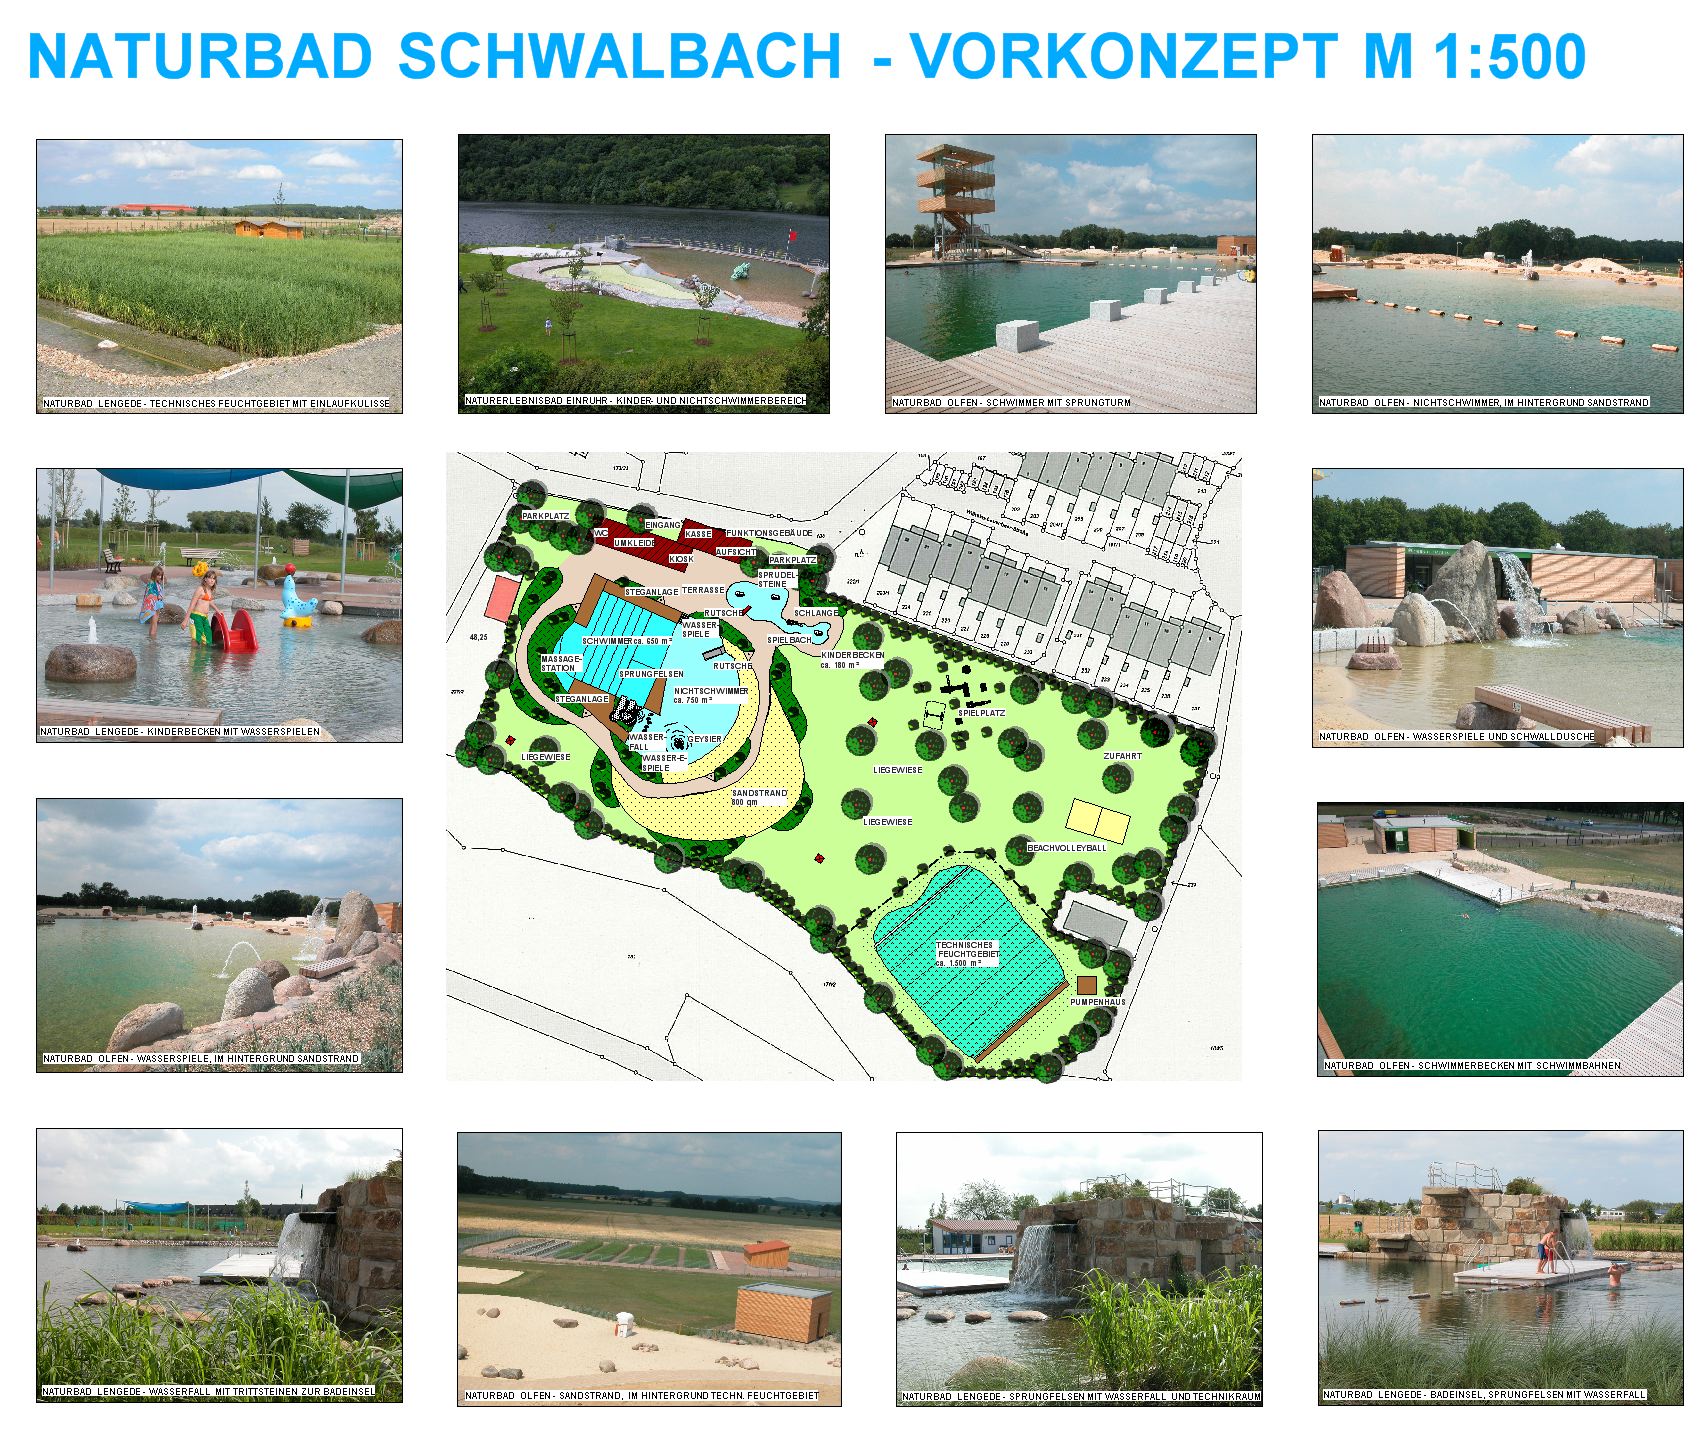 NATURBAD SCHWALBACH - VORKONZEPT M 1:500
NATURBAD LENGEDE - TECHNISCHES FEUCHTGEBIET MIT EINLAUFKULISSE
NATURERLEBNISBAD EINRUHR - KINDER- UND NICHTSCHWIMMERBEREICH
NATURBAD OLFEN - SCHWIMMER MIT SPRUNGTURM
NATURBAD OLFEN - NICHTSCHWIMMER, IM HINTERGRUND SANDSTRAND
NATURBAD LENGEDE - KINDERBECKEN MIT WASSERSPIELEN
PARKPLATZ
WC
EINGANG
UMKLEIDE
KASSE
FUNKTIONSGEBÄUDE
KIOSK
AUFSICHT
PARKPLATZ
SPRUDEL-
STEINE
STEGANLAGE
TERRASSE
RUTSCHE
SCHLANGE
WASSER-
SPIELE
SPIELBACH
48,25
SCHWIMMER ca. 650 m²
MASSAGE-
STATION
RUTSCHE
KINDERBECKEN
ca. 180 m²
SPRUNGFELSEN
NICHTSCHWIMMER
ca. 750 m²
STEGANLAGE
SPIELPLATZ
WASSER-
FALL
GEYSIER
WASSER-E-
SPIELE
LIEGEWIESE
LIEGEWIESE
ZUFAHRT
SANDSTRAND
800 qm
LIEGEWIESE
BEACHVOLLEYBALL
TECHNISCHES
FEUCHTGEBIET
ca. 1.500 m²
PUMPENHAUS
NATURBAD OLFEN - WASSERSPIELE UND SCHWALLDUSCHE
NATURBAD OLFEN - WASSERSPIELE, IM HINTERGRUND SANDSTRAND
NATURBAD OLFEN - SCHWIMMERBECKEN MIT SCHWIMMBAHNEN
NATURBAD LENGEDE - WASSERFALL MIT TRITTSTEINEN ZUR BADEINSEL
NATURBAD OLFEN - SANDSTRAND, IM HINTERGRUND TECHN. FEUCHTGEBIET
NATURBAD LENGEDE - SPRUNGFELSEN MIT WASSERFALL UND TECHNIKRAUM
NATURBAD LENGEDE - BADEINSEL, SPRUNGFELSEN MIT WASSERFALL